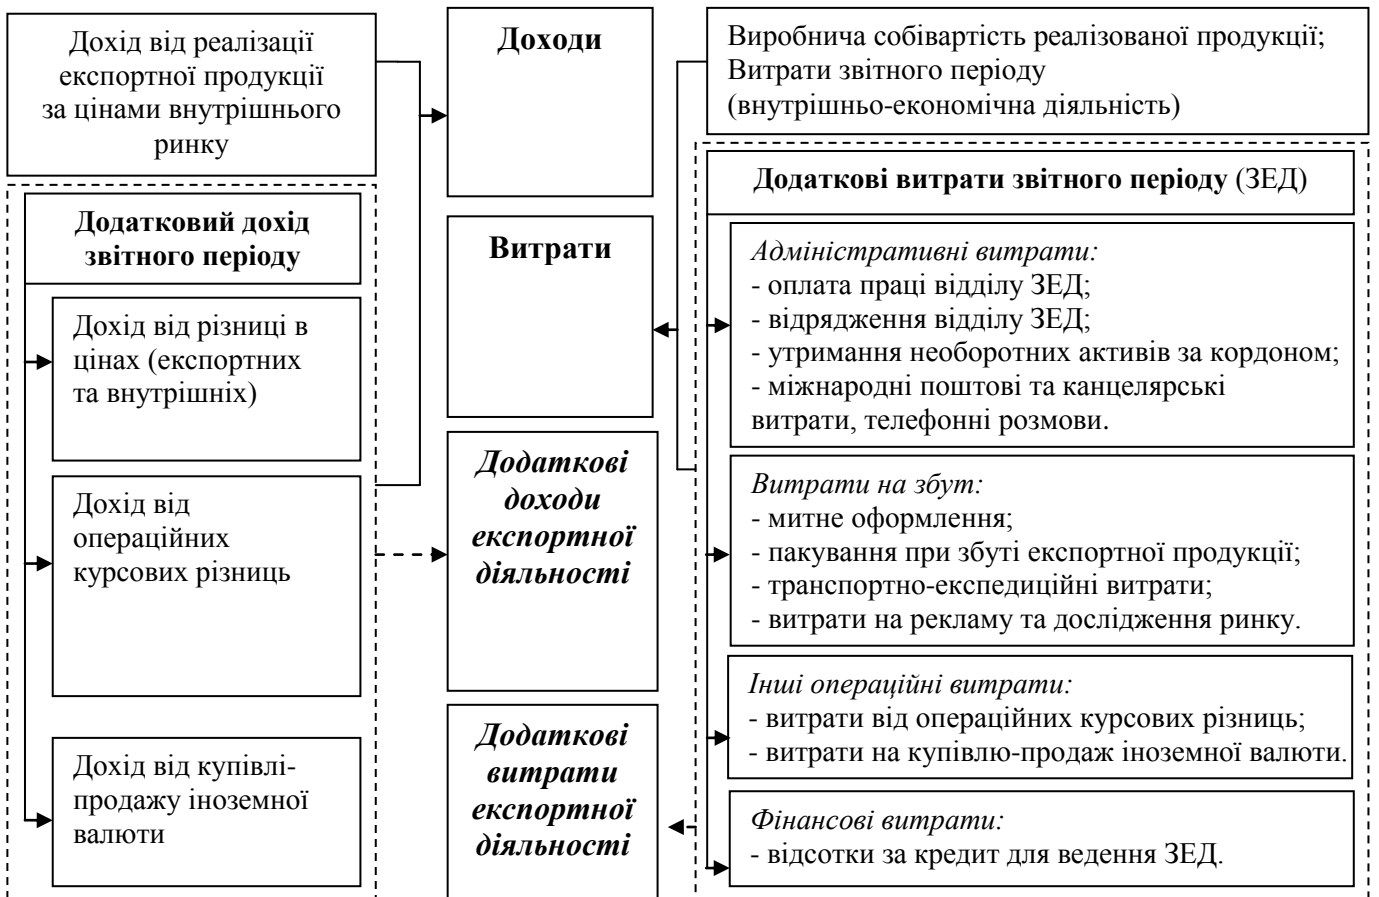 Дохід від реалізації
експортної продукції
за цінами внутрішнього
ринку
Додатковий дохід
звітного періоду
Дохід від різниці в
цінах (експортних
та внутрішніх)
Дохід від
операційних
курсових різниць
Дохід від купівлі-
продажу іноземної
валюти
Доходи
Витрати
Додаткові
доходи
експортної
діяльності
Додаткові
витрати
експортної
діяльності
Виробнича собівартість реалізованої продукції;
Витрати звітного періоду
(внутрішньо-економічна діяльність)
Додаткові витрати звітного періоду (ЗЕД)
Адміністративні витрати:
- оплата праці відділу ЗЕД;
- відрядження відділу ЗЕД;
- утримання необоротних активів за кордоном;
- міжнародні поштові та канцелярські
витрати, телефонні розмови.
Витрати на збут:
- митне оформлення;
- пакування при збуті експортної продукції;
- транспортно-експедиційні витрати;
- витрати на рекламу та дослідження ринку.
Інші операційні витрати:
- витрати від операційних курсових різниць;
- витрати на купівлю-продаж іноземної валюти.
Фінансові витрати:
- відсотки за кредит для ведення ЗЕД.